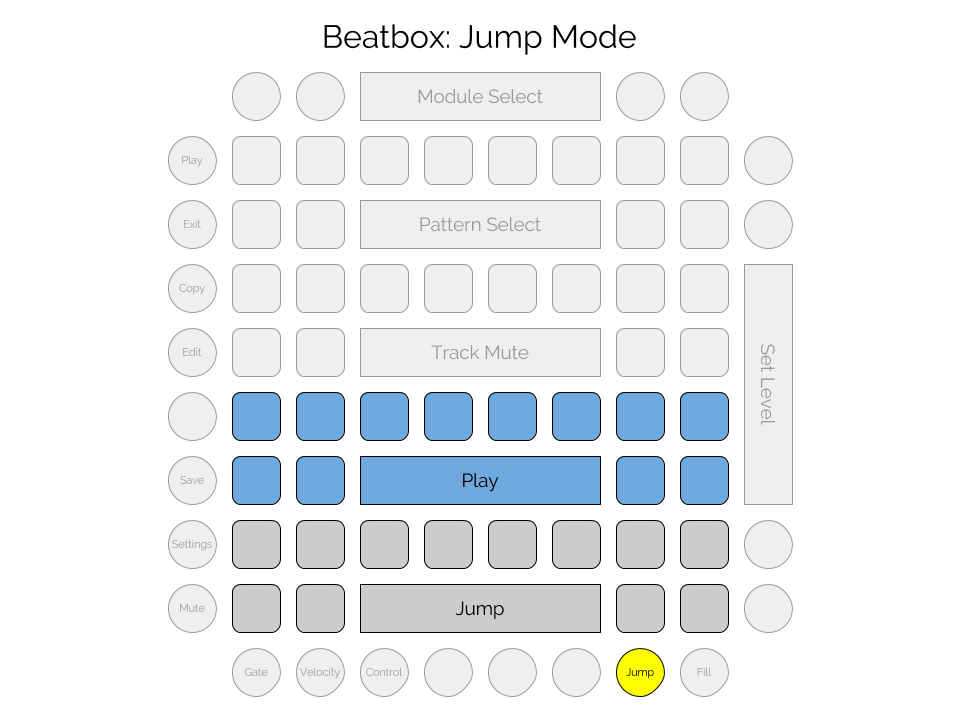 Beatbox: Jump Mode
Module Select
Play
Exit
Pattern Select
Copy
Edit
Track Mute
Set Level
Save
Play
Settings
Mute
Jump
Gate
Velocity
Control
Jump
Fill